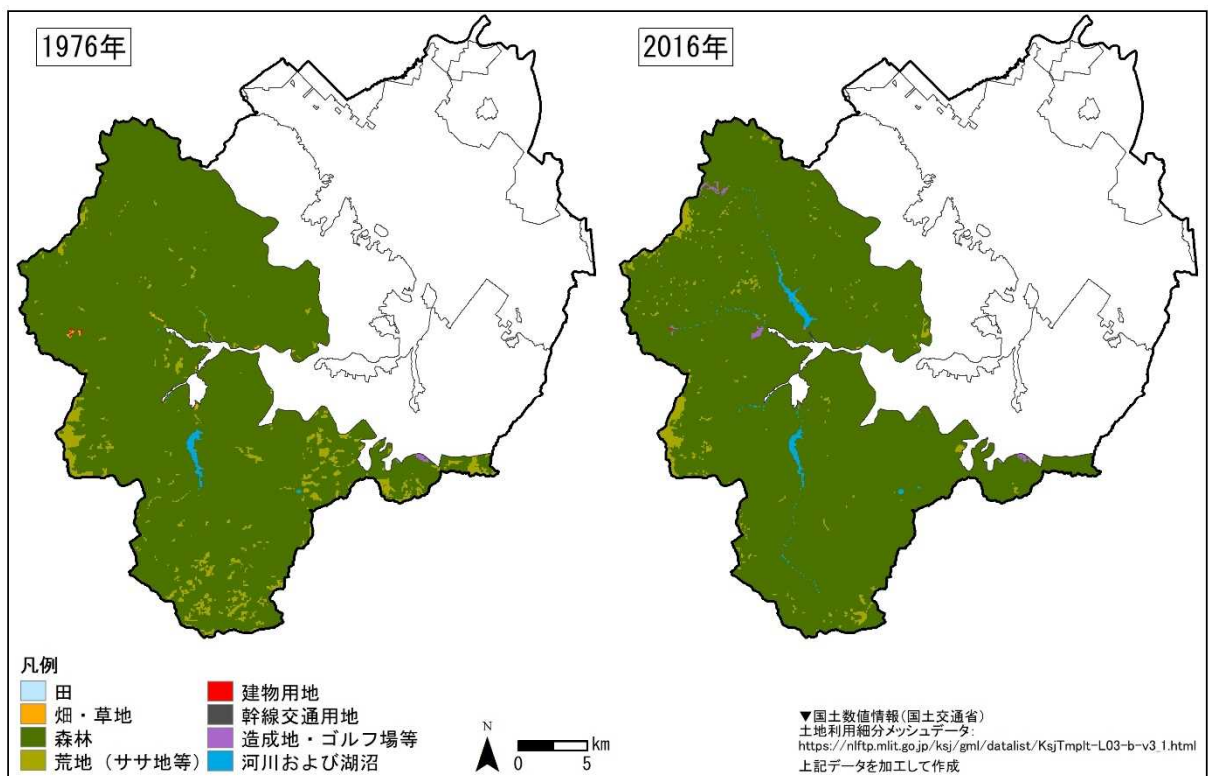 1976年
2016年
凡例
田
畑・草地
森林
荒地（ササ地等）
建物用地
幹線交通用地
造成地・ゴルフ場等
河川および湖沼
N
km
0 5
▼国土数値情報（国土交通省）
土地利用細分メッシュデータ:
https://nlftp.mlit.go.jp/ksj/gml/datalist/KsjTmplt-L03-b-v3_1.html
上記データを加工して作成